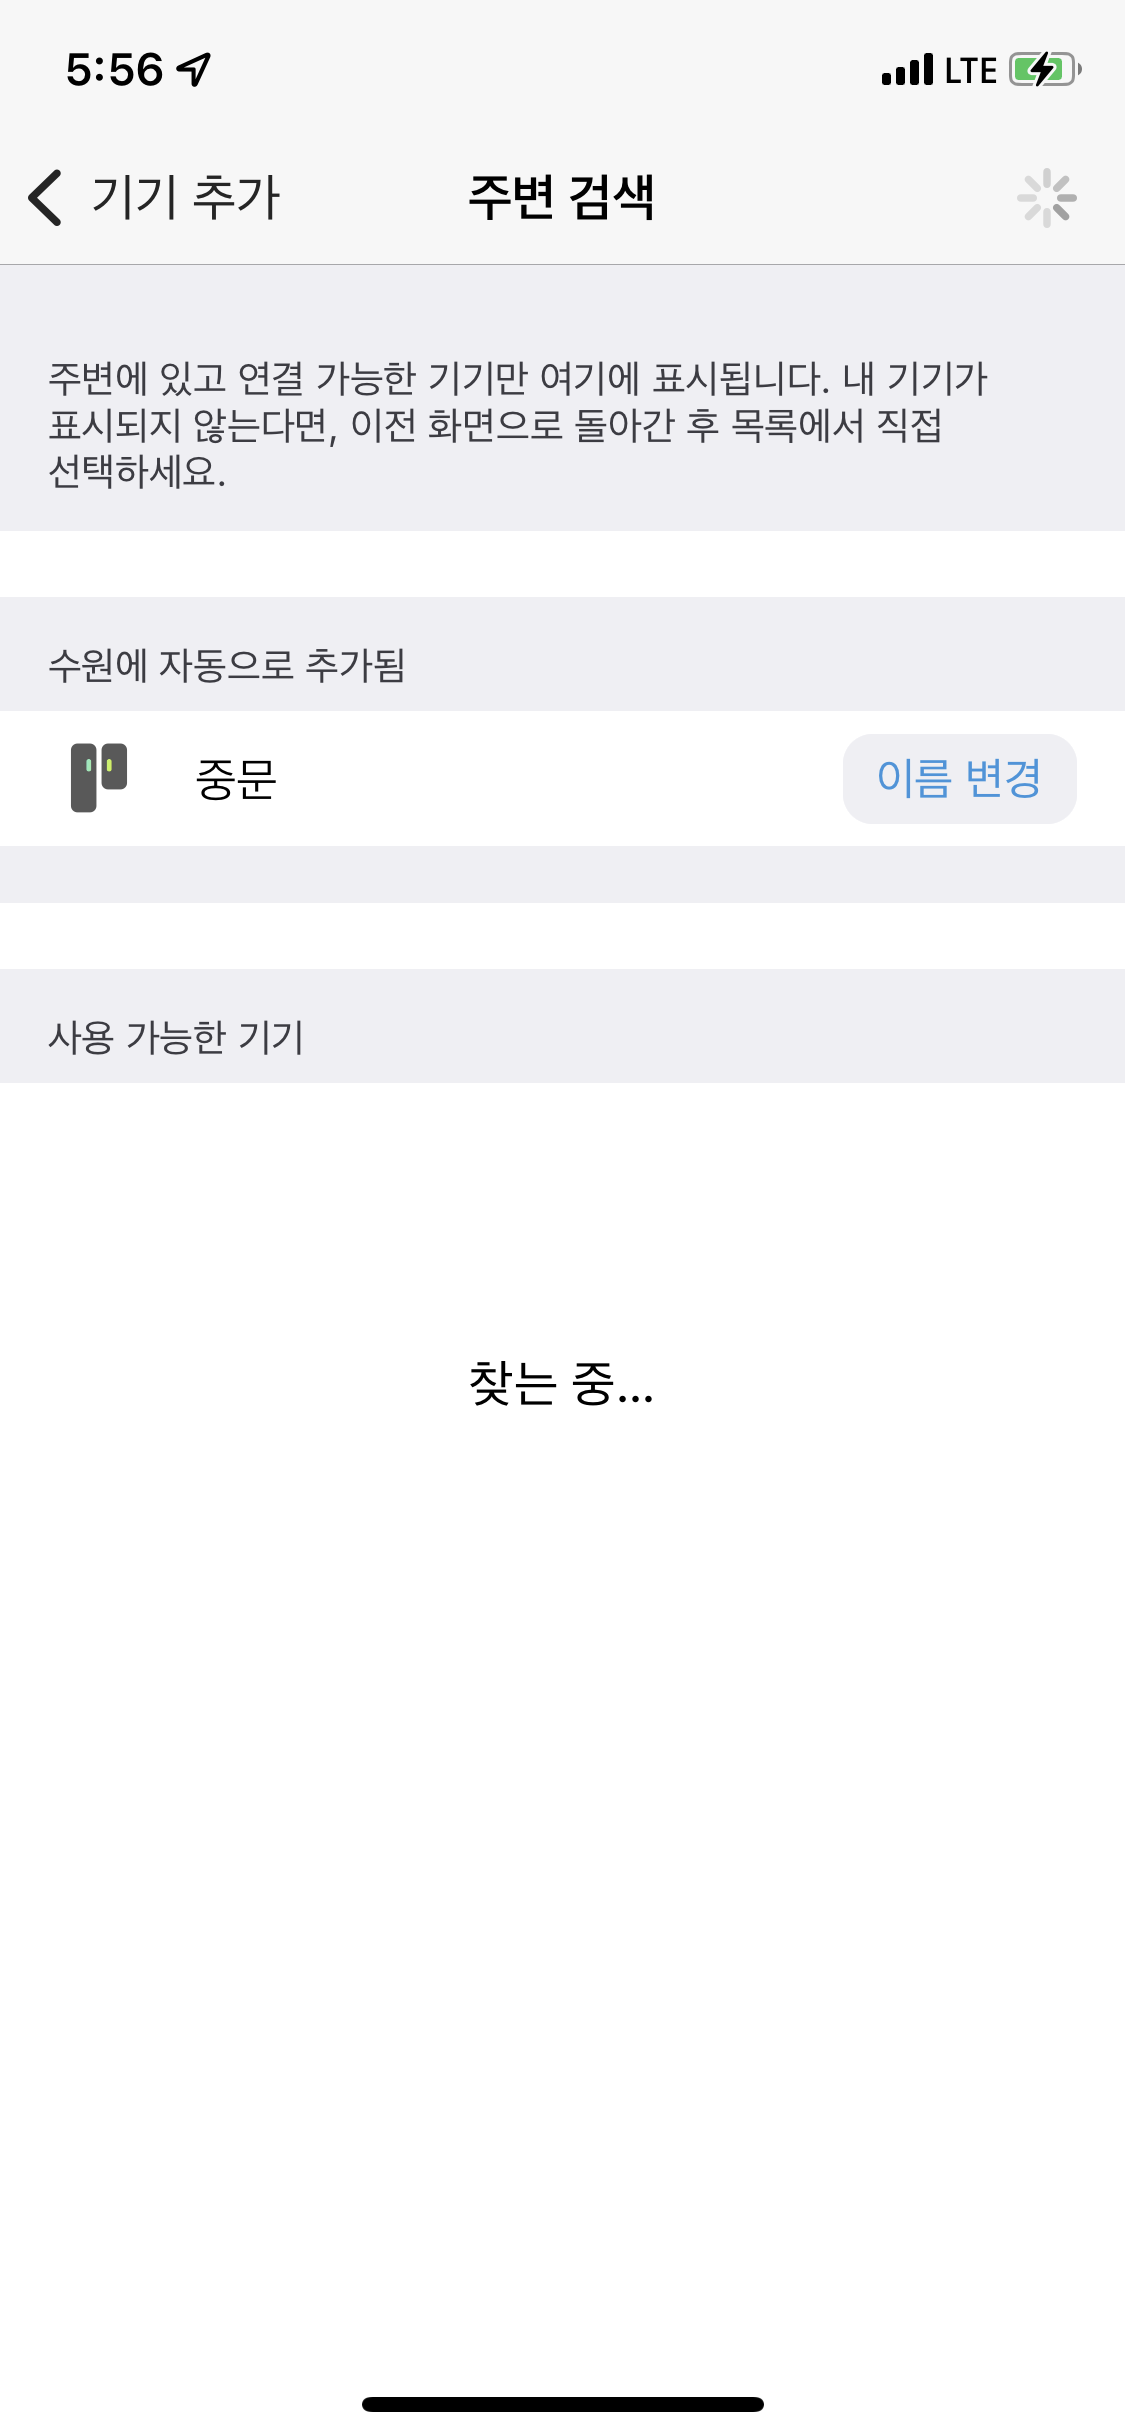 5:56
LTE
기기 추가
주변 검색
주변에 있고 연결 가능한 기기만 여기에 표시됩니다. 내 기기가
표시되지 않는다면, 이전 화면으로 돌아간 후 목록에서 직접
선택하세요.
수원에 자동으로 추가됨
중문
이름 변경
사용 가능한 기기
찾는 중...